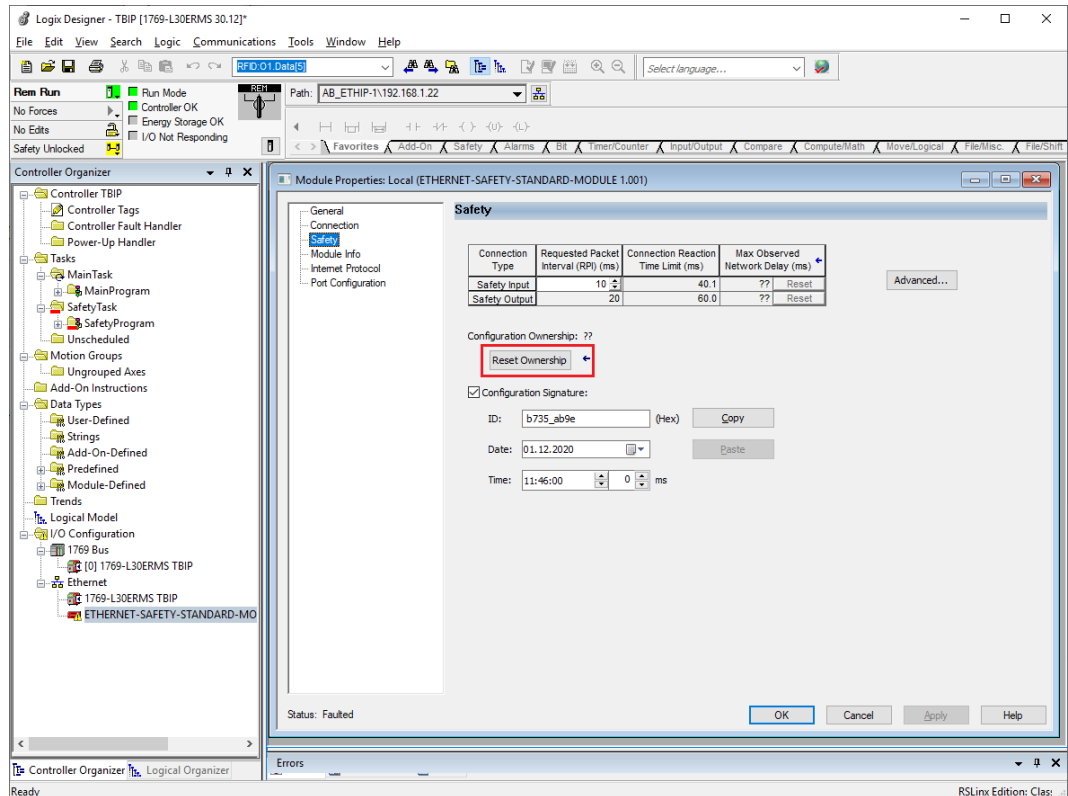 Logix Designer - TBIP [1769-L30ERMS 30.12]*
File Edit View Search Logic Communications Tools Window Help
RFID:O1.Data[5] Select language...
Rem Run Run Mode REM Path: AB_ETHIP-1\192.168.1.22
No Forces Controller OK
No Edits Energy Storage OK
Safety Unlocked I/O Not Responding
Favorites Add-On Safety Alarms Bit Timer/Counter Input/Output Compare Compute/Math Move/Logical File/Misc. File/Shift
Controller Organizer
Controller TBIP
Controller Tags
Controller Fault Handler
Power-Up Handler
Tasks
MainTask
MainProgram
SafetyTask
SafetyProgram
Unscheduled
Motion Groups
Ungrouped Axes
Add-On Instructions
Data Types
User-Defined
Strings
Add-On-Defined
Predefined
Module-Defined
Trends
Logical Model
I/O Configuration
1769 Bus
[0] 1769-L30ERMS TBIP
Ethernet
1769-L30ERMS TBIP
ETHERNET-SAFETY-STANDARD-MO
Controller Organizer Logical Organizer
Module Properties: Local (ETHERNET-SAFETY-STANDARD-MODULE 1.001)
General
Connection
Safety
Module Info
Internet Protocol
Port Configuration
Safety
Connection Type Requested Packet Interval (RPI) (ms) Connection Reaction Time Limit (ms) Max Observed Network Delay (ms)
Safety Input 10 40.1 ?? Reset
Safety Output 20 60.0 ?? Reset
Advanced...
Configuration Ownership: ??
Reset Ownership
Configuration Signature:
ID: b735_ab9e (Hex) Copy
Date: 01.12.2020 Paste
Time: 11:46:00 0 ms
Status: Faulted OK Cancel Apply Help
Errors
Ready RSLinx Edition: Clas